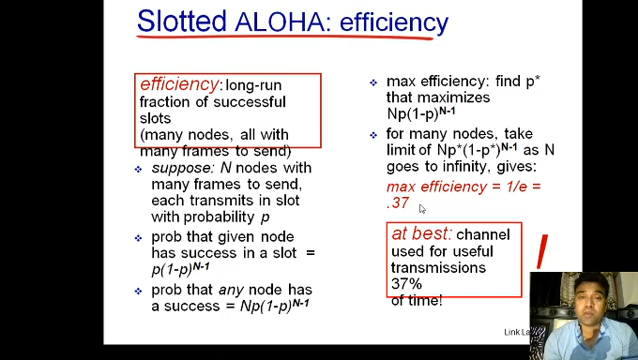 Slotted ALOHA: efficiency
efficiency: long-run
fraction of successful
slots
(many nodes, all with
many frames to send)
suppose: N nodes with
many frames to send,
each transmits in slot
with probability p
prob that given node
has success in a slot =
p(1-p)^N-1
prob that any node has
a success = Np(1-p)^N-1
max efficiency: find p*
that maximizes
Np(1-p)^N-1
for many nodes, take
limit of Np*(1-p*)^N-1 as N
goes to infinity, gives:
max efficiency = 1/e =
.37
at best: channel
used for useful
transmissions
37%
of time!
!
Link